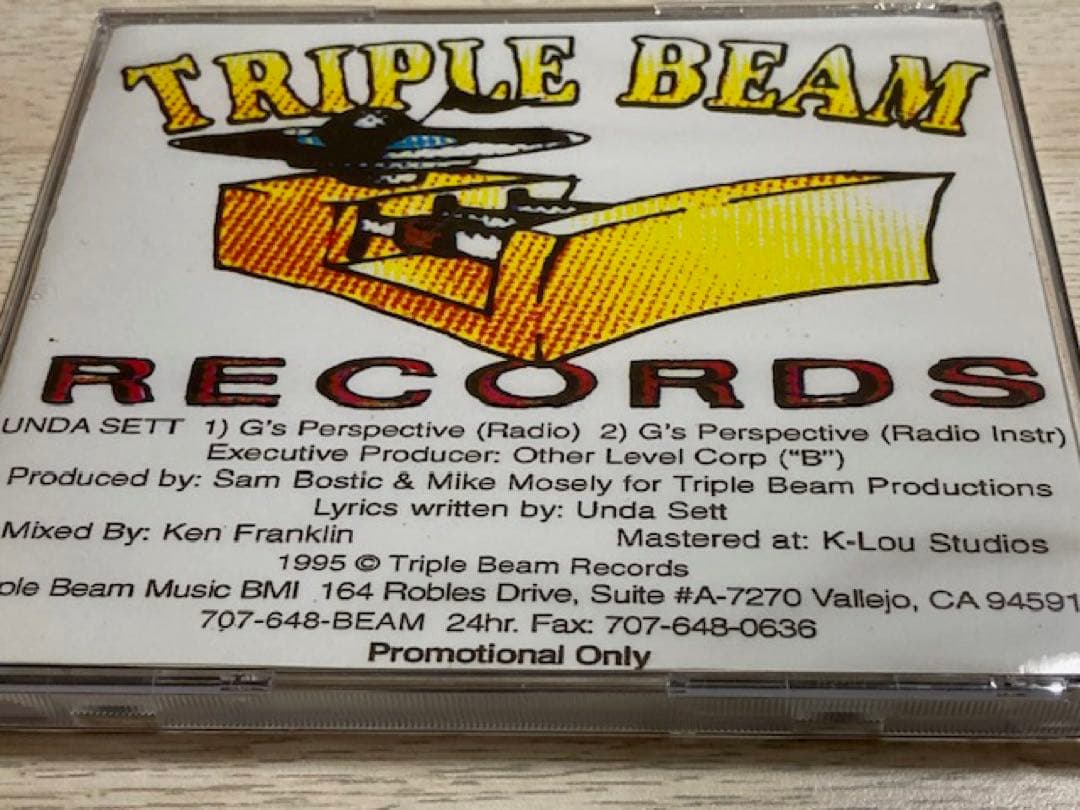 TRIPLE BEAM
RECORDS
UNDA SETT 1) G's Perspective (Radio) 2) G's Perspective (Radio Instr)
Executive Producer: Other Level Corp ("B")
Produced by: Sam Bostic & Mike Mosely for Triple Beam Productions
Lyrics written by: Unda Sett
Mixed By: Ken Franklin Mastered at: K-Lou Studios
1995 © Triple Beam Records
ple Beam Music BMI 164 Robles Drive, Suite #A-7270 Vallejo, CA 94591
707-648-BEAM 24hr. Fax: 707-648-0636
Promotional Only